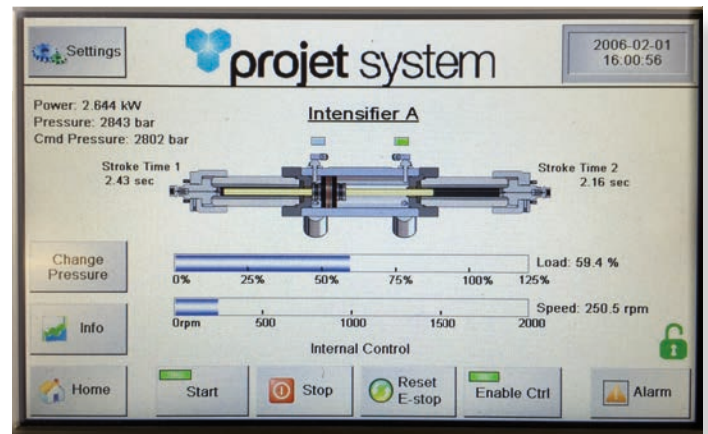 Settings
projet system
2006-02-01
16:00:56
Power: 2.644 kW
Pressure: 2843 bar
Cmd Pressure: 2802 bar
Intensifier A
Stroke Time 1
2.43 sec
Stroke Time 2
2.16 sec
Change
Pressure
Load: 59.4 %
0% 25% 50% 75% 100% 125%
Info
Speed: 250.5 rpm
0rpm 500 1000 1500 2000
Internal Control
Home
Start
Stop
Reset
E-stop
Enable Ctrl
Alarm